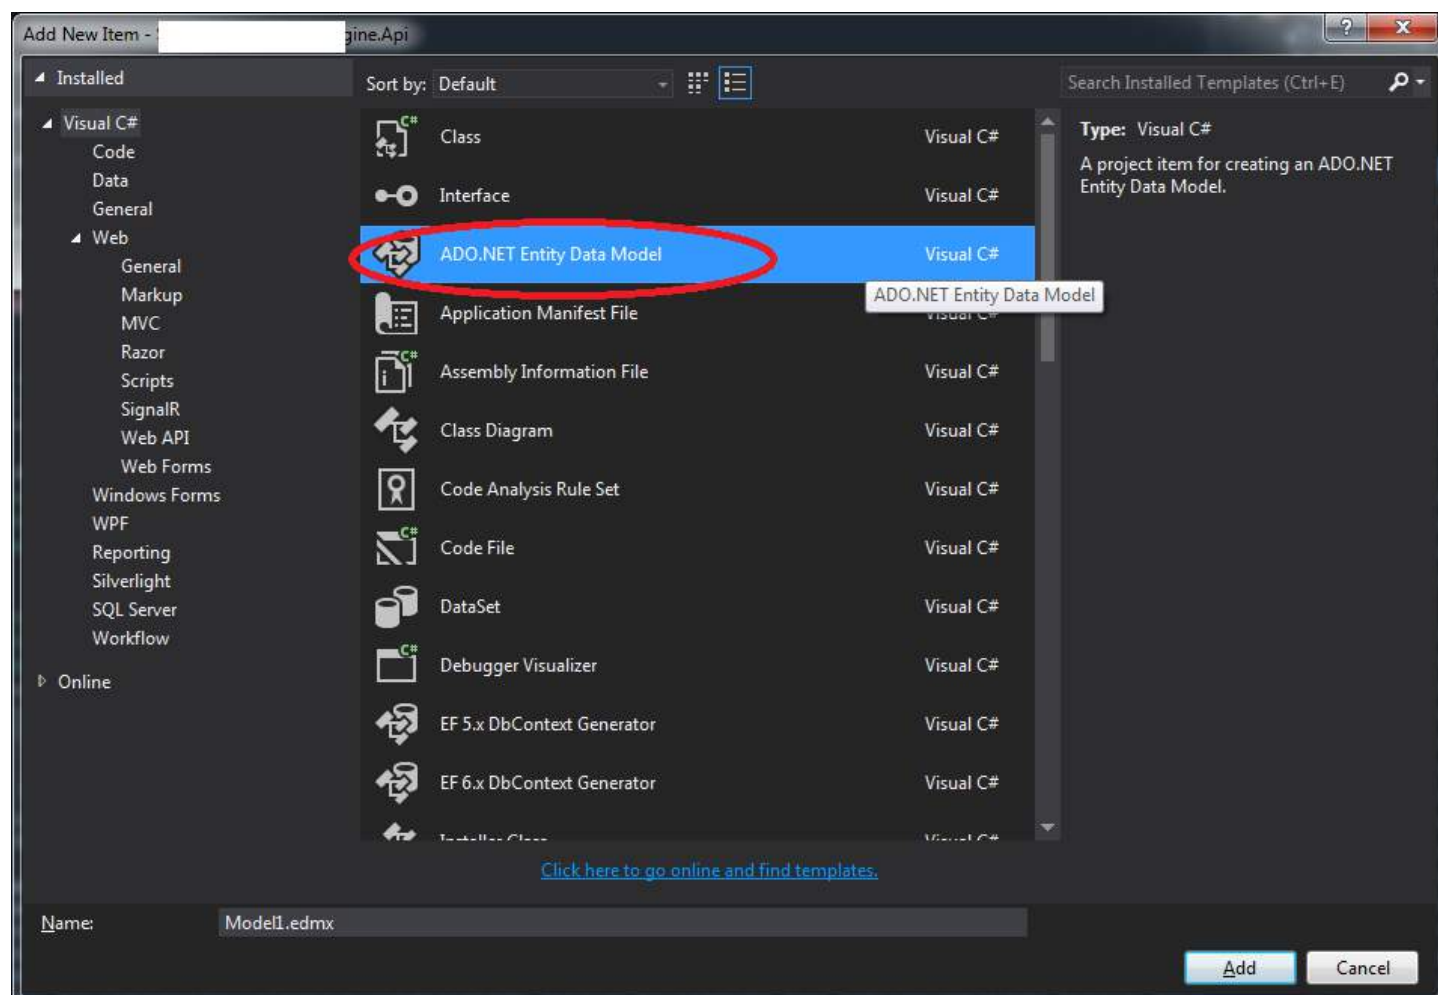 Add New Item - gine.Api
?
x
Installed
Sort by: Default
Search Installed Templates (Ctrl+E)
Visual C#
Code
Data
General
Web
General
Markup
MVC
Razor
Scripts
SignalR
Web API
Web Forms
Windows Forms
WPF
Reporting
Silverlight
SQL Server
Workflow
Online
Class Visual C#
Interface Visual C#
ADO.NET Entity Data Model Visual C#
ADO.NET Entity Data Model
Application Manifest File Visual C#
Assembly Information File Visual C#
Class Diagram Visual C#
Code Analysis Rule Set Visual C#
Code File Visual C#
DataSet Visual C#
Debugger Visualizer Visual C#
EF 5.x DbContext Generator Visual C#
EF 6.x DbContext Generator Visual C#
Installer Class Visual C#
Type: Visual C#
A project item for creating an ADO.NET
Entity Data Model.
Click here to go online and find templates.
Name: Model1.edmx
Add Cancel